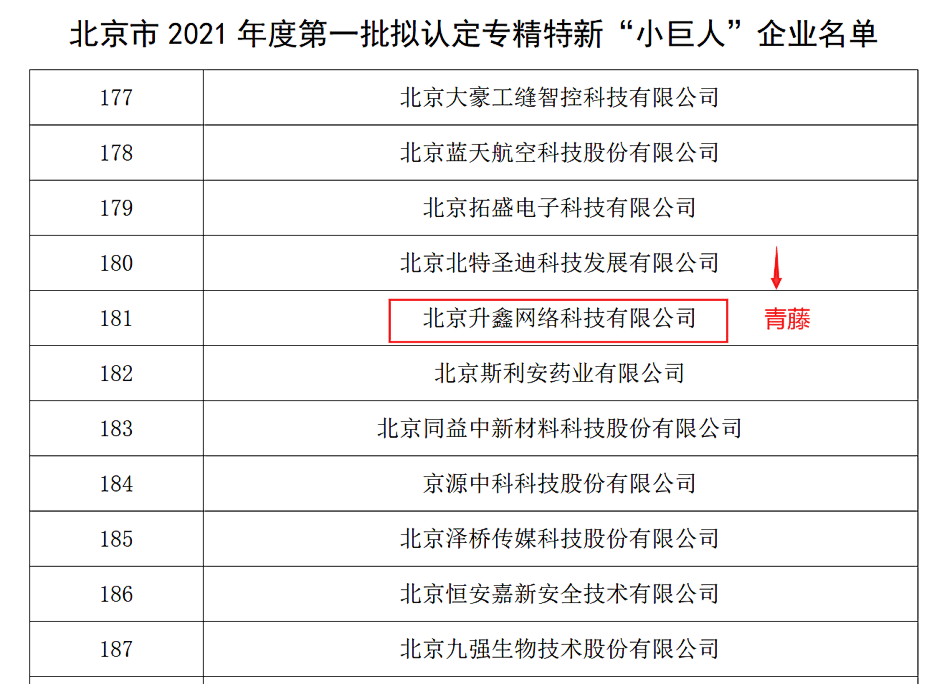 北京市 2021 年度第一批拟认定专精特新“小巨人”企业名单
177 北京大豪工缝智控科技有限公司
178 北京蓝天航空科技股份有限公司
179 北京拓盛电子科技有限公司
180 北京北特圣迪科技发展有限公司
181 北京升鑫网络科技有限公司 青藤
182 北京斯利安药业有限公司
183 北京同益中新材料科技股份有限公司
184 京源中科科技股份有限公司
185 北京泽桥传媒科技股份有限公司
186 北京恒安嘉新安全技术有限公司
187 北京九强生物技术股份有限公司